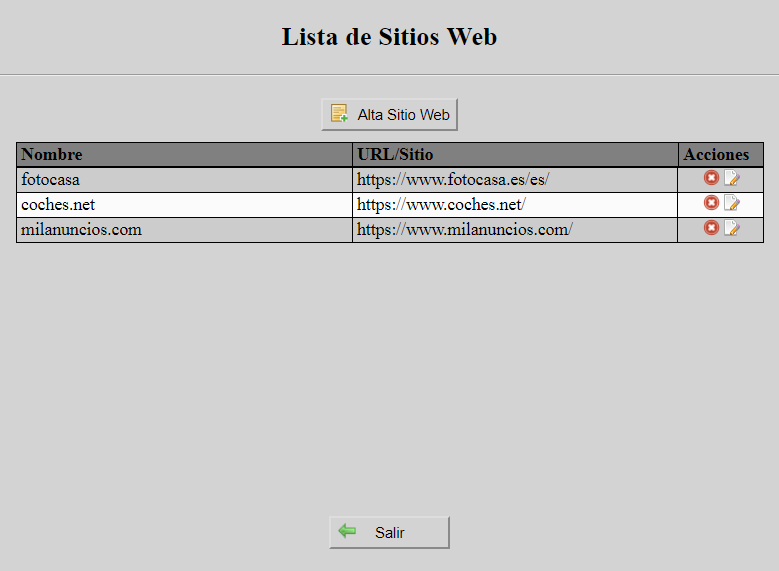 Lista de Sitios Web
Alta Sitio Web
Nombre URL/Sitio Acciones
fotocasa https://www.fotocasa.es/es/
coches.net https://www.coches.net/
milanuncios.com https://www.milanuncios.com/
Salir